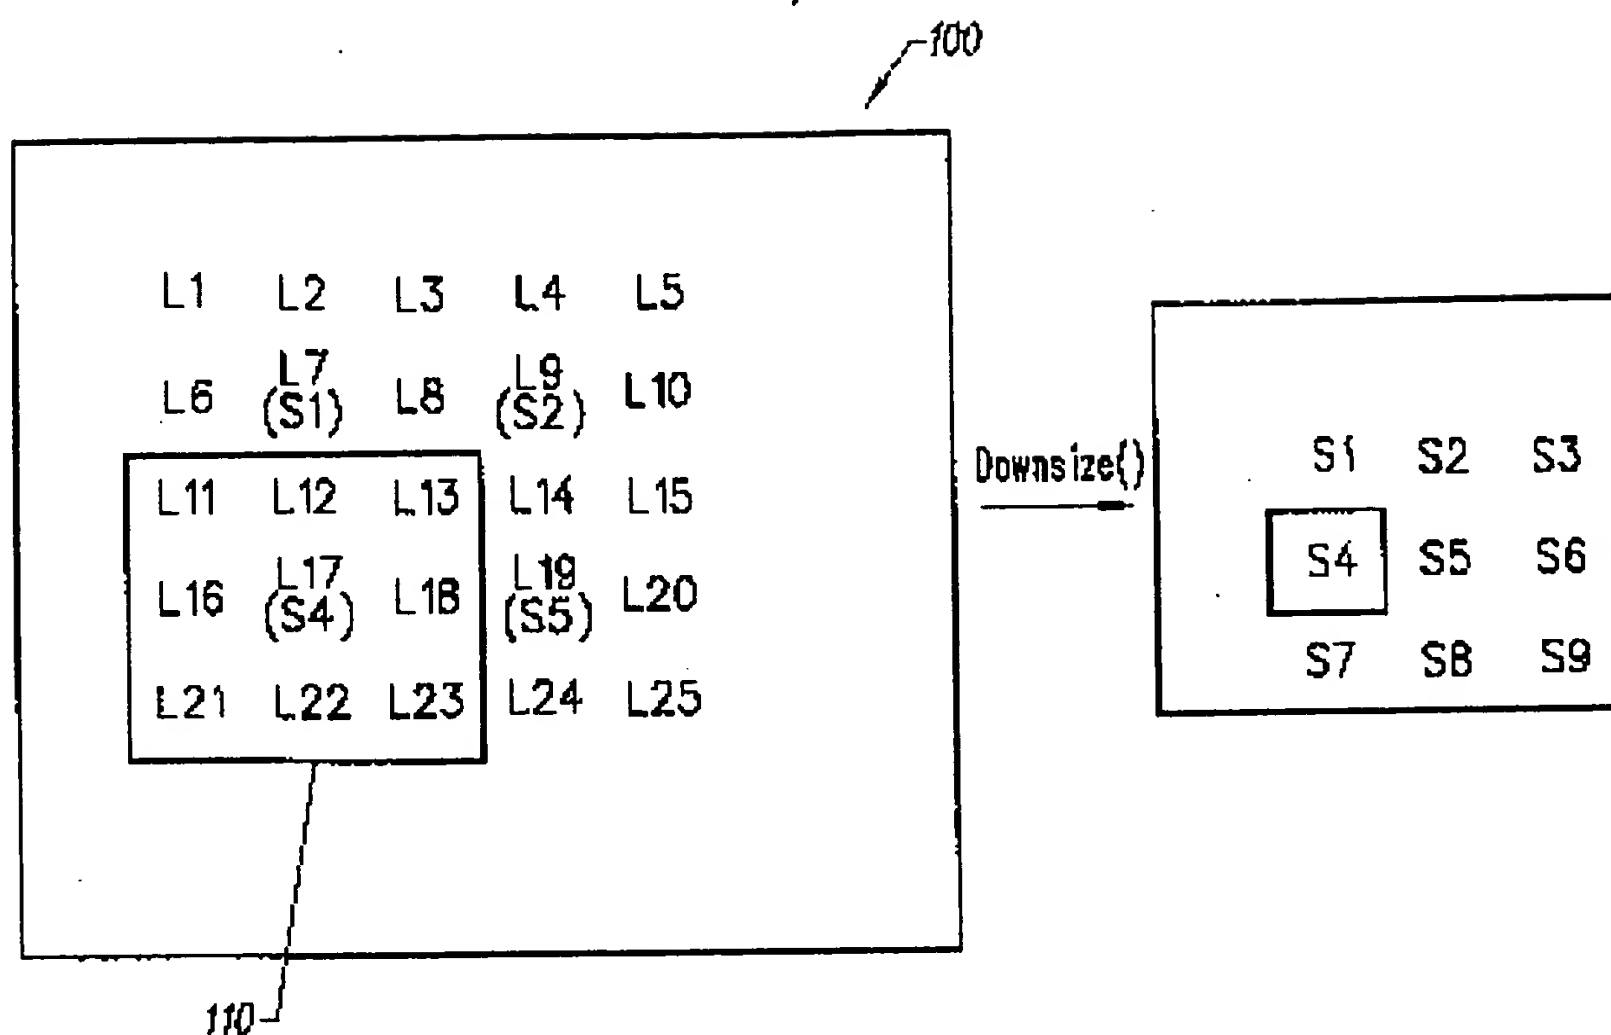 100
L1 L2 L3 L4 L5
L6 L7 L8 L9 L10
(S1) (S2)
L11 L12 L13 L14 L15
L16 L17 L18 L19 L20
(S4) (S5)
L21 L22 L23 L24 L25
110
Downsize()
S1 S2 S3
S4 S5 S6
S7 S8 S9